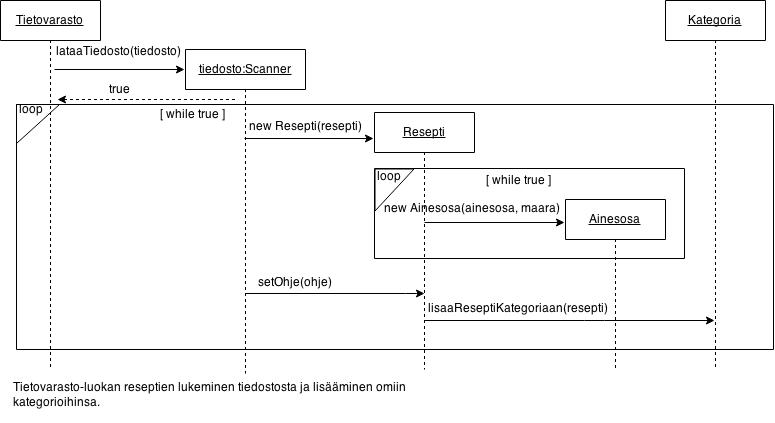 Tietovarasto
Kategoria
lataaTiedosto(tiedosto)
tiedosto:Scanner
true
loop
[ while true ]
new Resepti(resepti)
Resepti
loop
[ while true ]
new Ainesosa(ainesosa, maara)
Ainesosa
setOhje(ohje)
lisaaReseptiKategoriaan(resepti)
Tietovarasto-luokan reseptien lukeminen tiedostosta ja lisääminen omiin
kategorioihinsa.